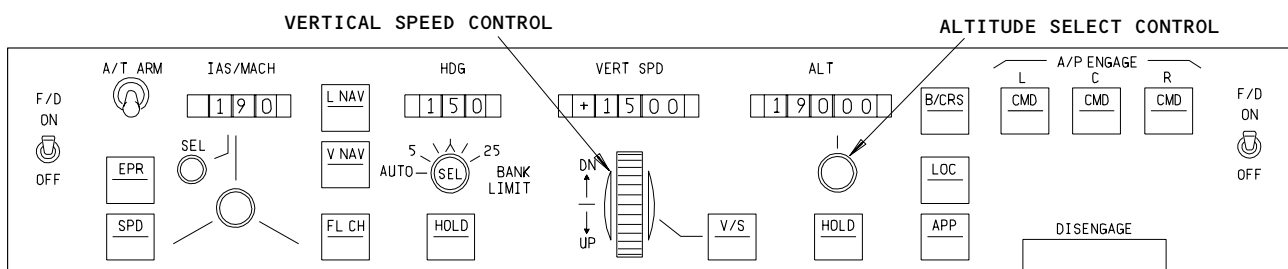 VERTICAL SPEED CONTROL
ALTITUDE SELECT CONTROL
A/T ARM
IAS/MACH
HDG
VERT SPD
ALT
A/P ENGAGE
L
C
R
F/D
ON
OFF
190
L NAV
150
+1500
19000
B/CRS
CMD
CMD
CMD
F/D
ON
OFF
SEL
EPR
V NAV
5
25
AUTO
SEL
BANK
LIMIT
DN
UP
LOC
SPD
FL CH
HOLD
V/S
HOLD
APP
DISENGAGE